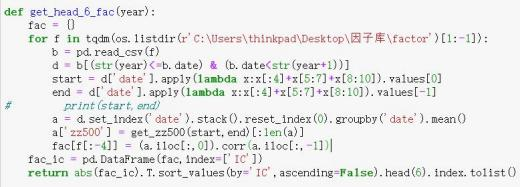 def get_head_6_fac(year):
    fac = {}
    for f in tqdm(os.listdir(r'C:\Users\thinkpad\Desktop\因子库\factor')[1:-1]):
        b = pd.read_csv(f)
        d = b[(str(year)<=b.date) & (b.date<str(year+1))]
        start = d['date'].apply(lambda x:x[:4]+x[5:7]+x[8:10]).values[0]
        end = d['date'].apply(lambda x:x[:4]+x[5:7]+x[8:10]).values[-1]
#         print(start,end)
        a = d.set_index('date').stack().reset_index(0).groupby('date').mean()
        a['zz500'] = get_zz500(start,end)[:len(a)]
        fac[f[:-4]] = (a.iloc[:,0]).corr(a.iloc[:,-1])
    fac_ic = pd.DataFrame(fac,index=['IC'])
    return abs(fac_ic).T.sort_values(by='IC',ascending=False).head(6).index.tolist()